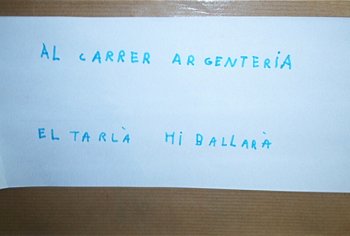 AL CARRER ARGENTERIA
EL TARLÀ HI BALLARÀ